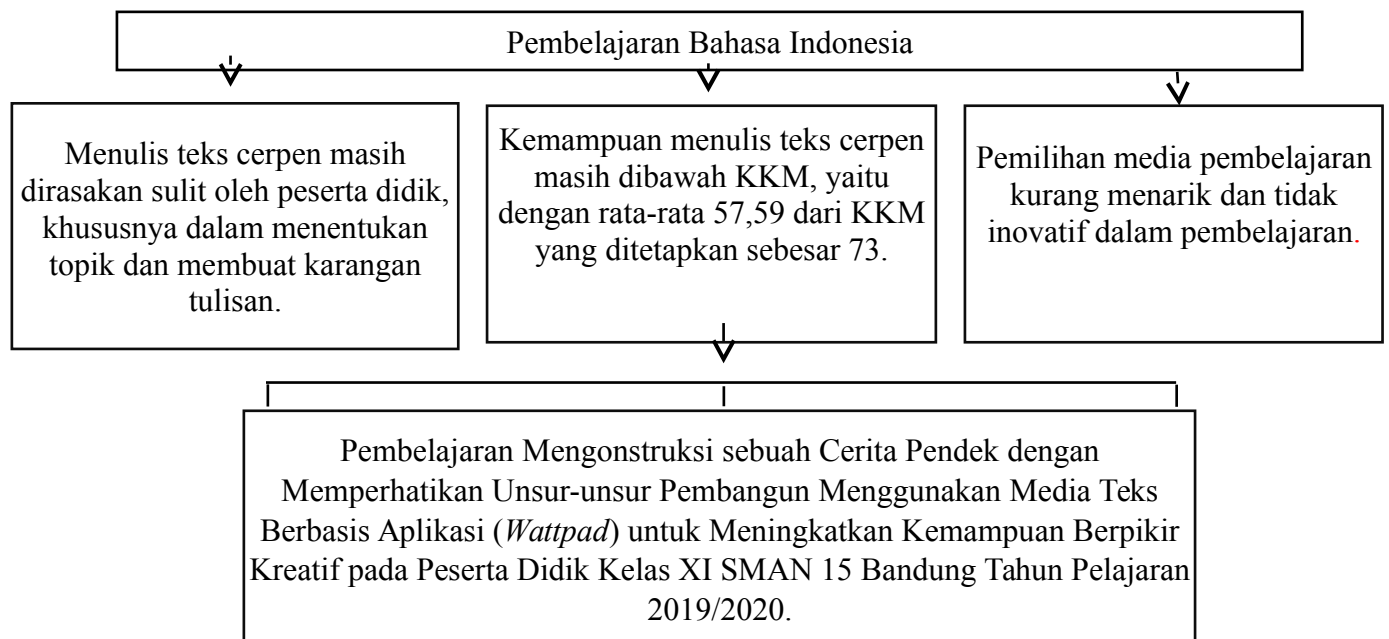 Pembelajaran Bahasa Indonesia
Menulis teks cerpen masih
dirasakan sulit oleh peserta didik,
khususnya dalam menentukan
topik dan membuat karangan
tulisan.
Kemampuan menulis teks cerpen
masih dibawah KKM, yaitu
dengan rata-rata 57,59 dari KKM
yang ditetapkan sebesar 73.
Pemilihan media pembelajaran
kurang menarik dan tidak
inovatif dalam pembelajaran.
Pembelajaran Mengonstruksi sebuah Cerita Pendek dengan
Memperhatikan Unsur-unsur Pembangun Menggunakan Media Teks
Berbasis Aplikasi (Wattpad) untuk Meningkatkan Kemampuan Berpikir
Kreatif pada Peserta Didik Kelas XI SMAN 15 Bandung Tahun Pelajaran
2019/2020.